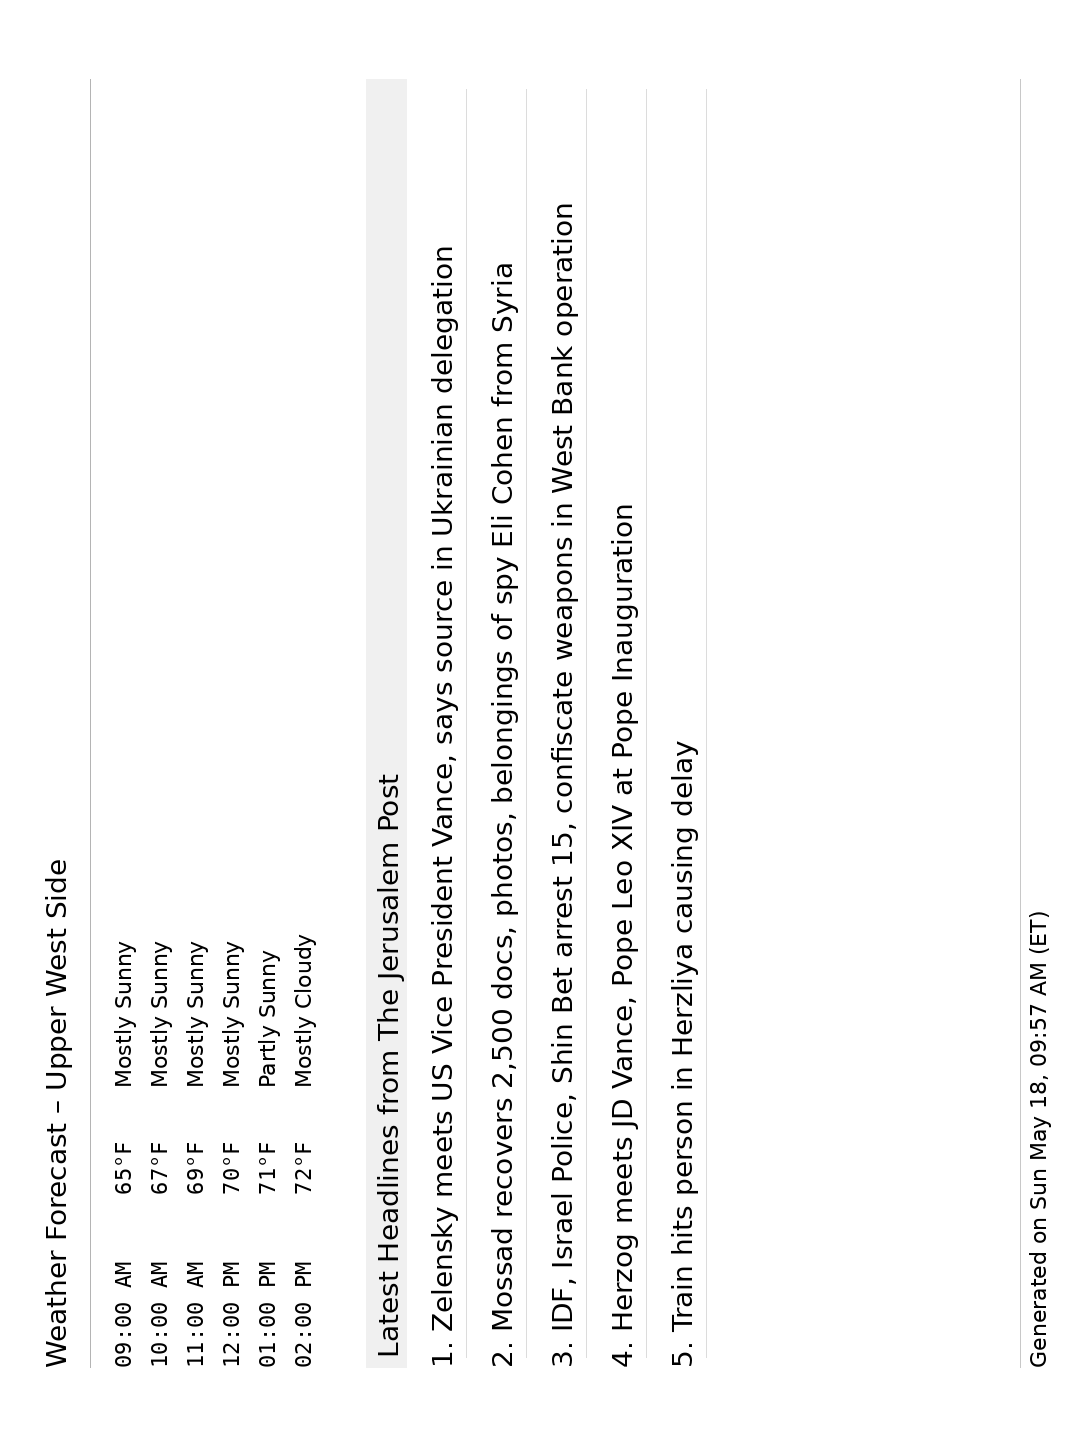 Weather Forecast – Upper West Side
09:00 AM 65°F Mostly Sunny
10:00 AM 67°F Mostly Sunny
11:00 AM 69°F Mostly Sunny
12:00 PM 70°F Mostly Sunny
01:00 PM 71°F Partly Sunny
02:00 PM 72°F Mostly Cloudy
Latest Headlines from The Jerusalem Post
1. Zelensky meets US Vice President Vance, says source in Ukrainian delegation
2. Mossad recovers 2,500 docs, photos, belongings of spy Eli Cohen from Syria
3. IDF, Israel Police, Shin Bet arrest 15, confiscate weapons in West Bank operation
4. Herzog meets JD Vance, Pope Leo XIV at Pope Inauguration
5. Train hits person in Herzliya causing delay
Generated on Sun May 18, 09:57 AM (ET)